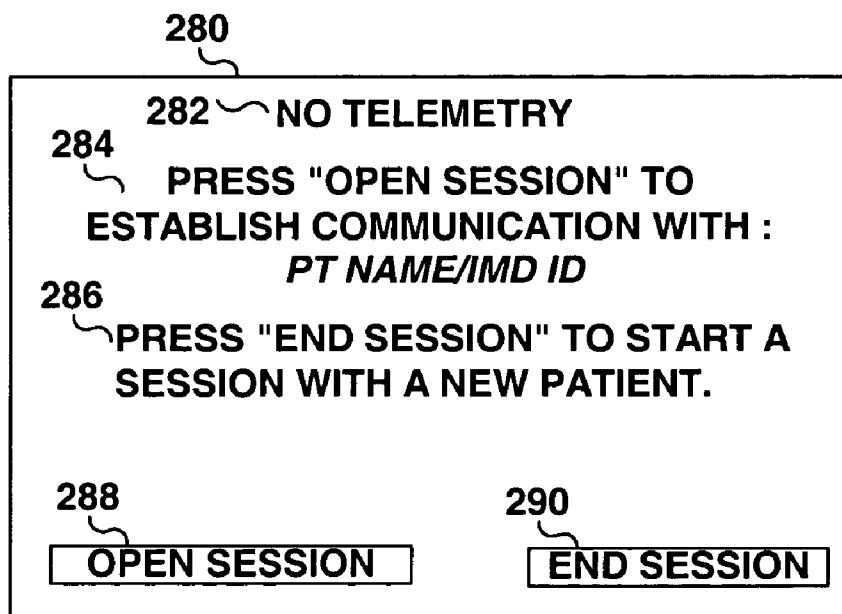 280
282 NO TELEMETRY
284
PRESS "OPEN SESSION" TO
ESTABLISH COMMUNICATION WITH :
PT NAME/IMD ID
286
PRESS "END SESSION" TO START A
SESSION WITH A NEW PATIENT.
288
290
OPEN SESSION
END SESSION